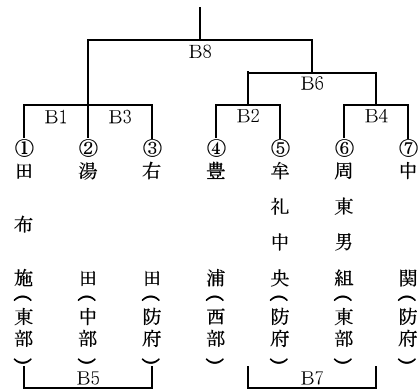 B8
B6
B1
B3
B2
B4
①田布施(東部)
②湯田(中部)
③右田(防府)
④豊浦(西部)
⑤牟礼中央(防府)
⑥周東男組(東部)
⑦中関(防府)
B5
B7